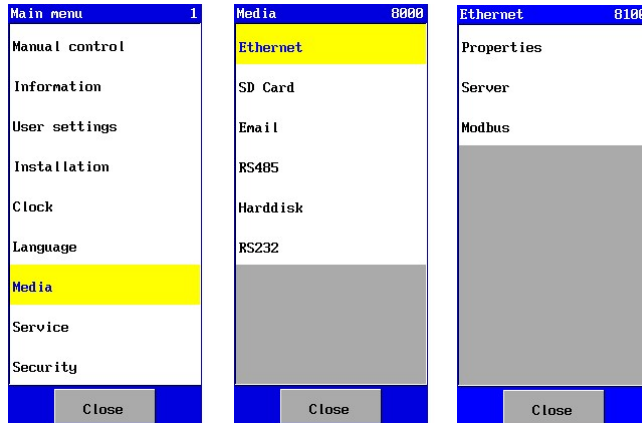 Main menu 1
Manual control
Information
User settings
Installation
Clock
Language
Media
Service
Security
Close
Media 8000
Ethernet
SD Card
Email
RS485
Harddisk
RS232
Close
Ethernet 8100
Properties
Server
Modbus
Close